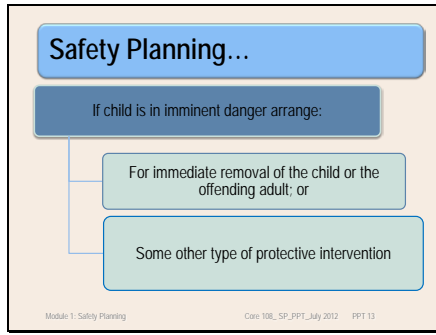 Safety Planning…
If child is in imminent danger arrange:
For immediate removal of the child or the
offending adult; or
Some other type of protective intervention
Module 1: Safety Planning Core 108_ SP_PPT_July 2012 PPT 13